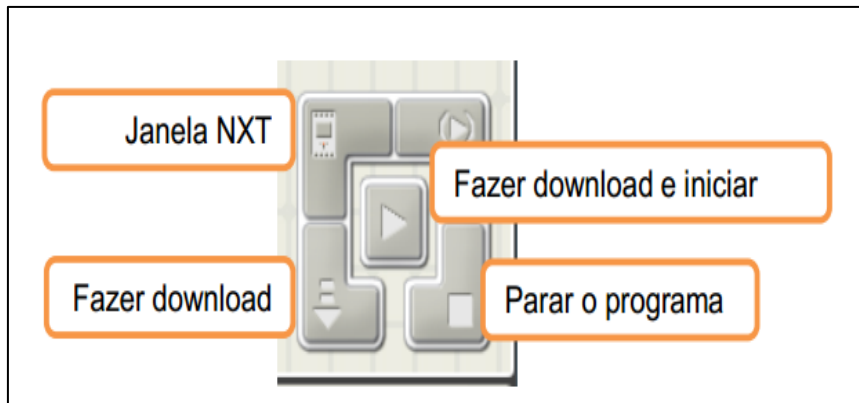 Janela NXT
Fazer download e iniciar
Fazer download
Parar o programa